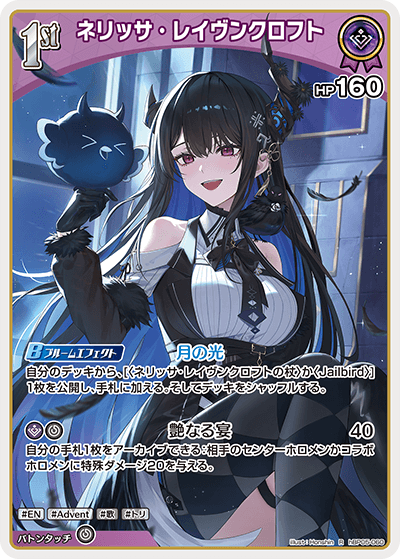 1st
ネリッサ・レイヴンクロフト
HP160
Bブルームエフェクト 月の光
自分のデッキから、[〈ネリッサ・レイヴンクロフトの杖〉か〈Jailbird〉]
1枚を公開し、手札に加える。そしてデッキをシャッフルする。
艶なる宴 40
自分の手札1枚をアーカイブできる：相手のセンターホロメンかコラボ
ホロメンに特殊ダメージ20を与える。
#EN #Advent #歌 #トリ
バトンタッチ
illust: Honshin R hBP05-060